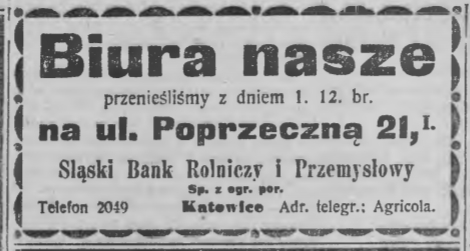 Biura nasze
przenieśliśmy z dniem 1. 12. br.
na ul. Poprzeczną 21, I.
Śląski Bank Rolniczy i Przemysłowy
Sp. z ogr. por.
Telefon 2049 Katowice Adr. telegr.: Agricola.